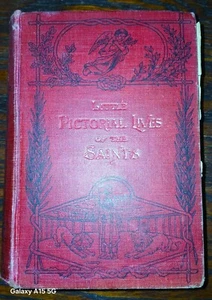 LITTLE
PICTORIAL LIVES
OF THE
SAINTS
Galaxy A15 5G